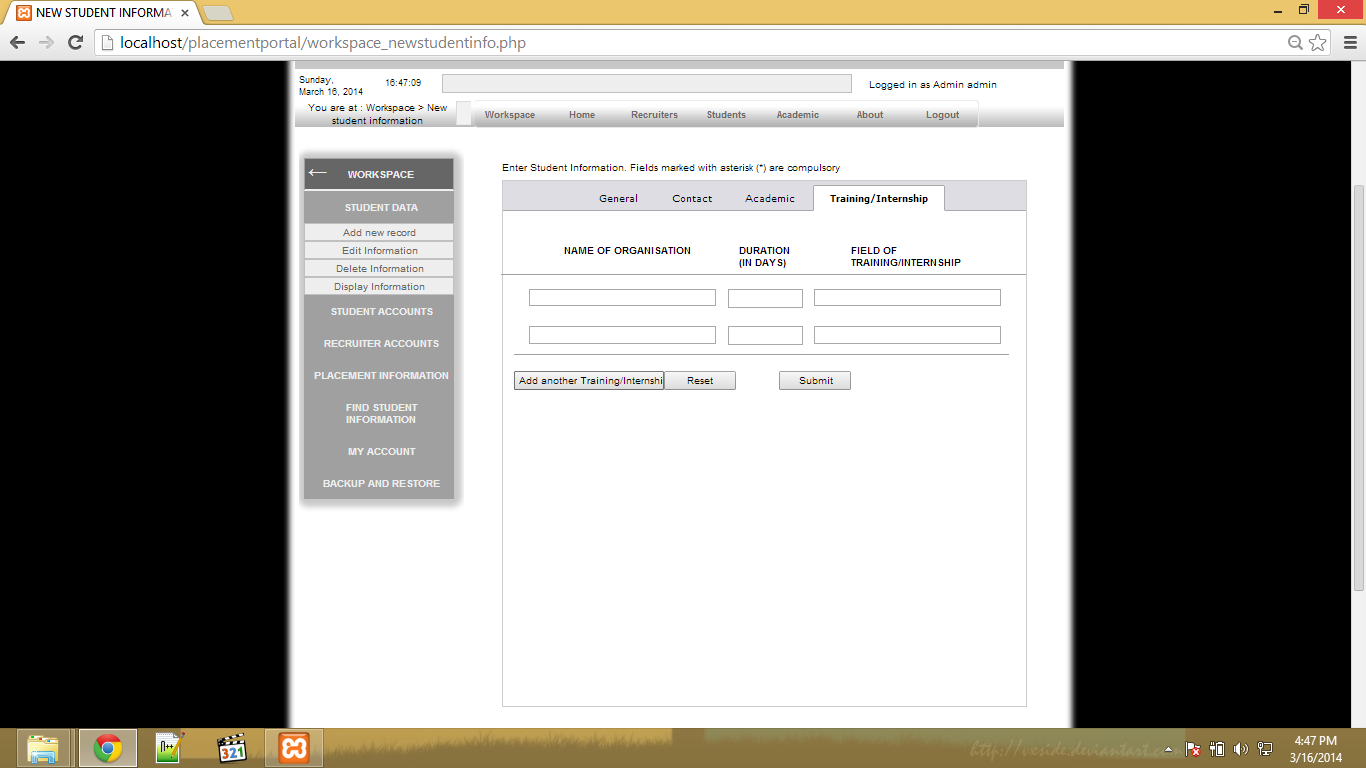 NEW STUDENT INFORMA
localhost/placementportal/workspace_newstudentinfo.php
Sunday,
March 16, 2014
16:47:09
Logged in as Admin admin
You are at : Workspace > New
student information
Workspace Home Recruiters Students Academic About Logout
WORKSPACE
STUDENT DATA
Add new record
Edit Information
Delete Information
Display Information
STUDENT ACCOUNTS
RECRUITER ACCOUNTS
PLACEMENT INFORMATION
FIND STUDENT
INFORMATION
MY ACCOUNT
BACKUP AND RESTORE
Enter Student Information. Fields marked with asterisk (*) are compulsory
General Contact Academic Training/Internship
NAME OF ORGANISATION
DURATION
(IN DAYS)
FIELD OF
TRAINING/INTERNSHIP
Add another Training/Internshi Reset Submit
321
http://veside.deviantart.com
4:47 PM
3/16/2014